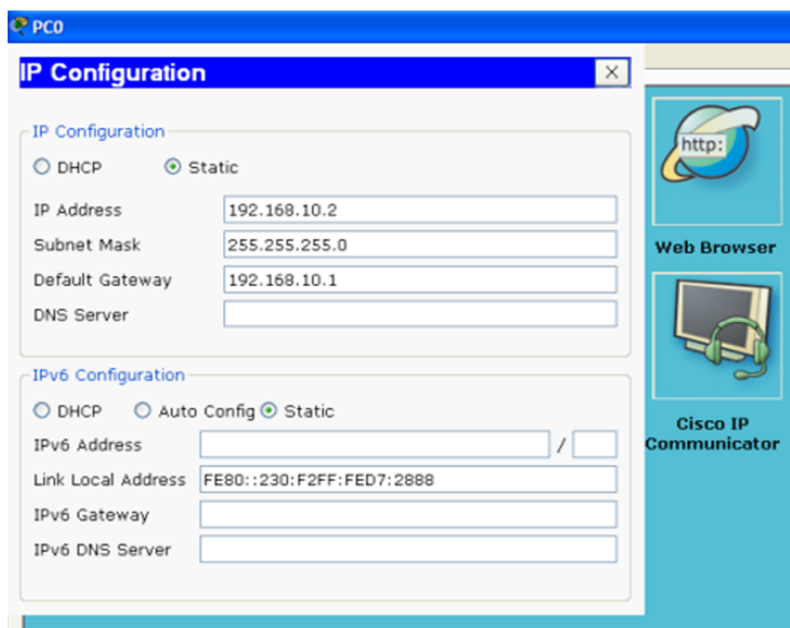 PC0
IP Configuration
X
IP Configuration
DHCP Static
IP Address 192.168.10.2
Subnet Mask 255.255.255.0
Default Gateway 192.168.10.1
DNS Server
IPv6 Configuration
DHCP Auto Config Static
IPv6 Address /
Link Local Address FE80::230:F2FF:FED7:2888
IPv6 Gateway
IPv6 DNS Server
http:
Web Browser
Cisco IP
Communicator